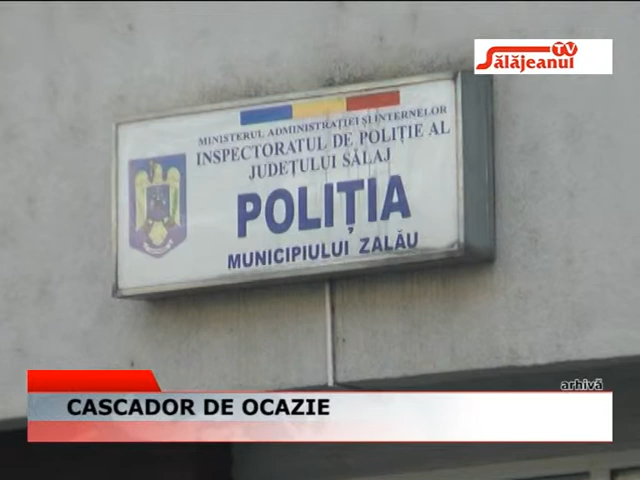 Sălăjeanul TV
MINISTERUL ADMINISTRAȚIEI ȘI INTERNELOR
INSPECTORATUL DE POLIȚIE AL
JUDEȚULUI SĂLAJ
POLIȚIA
MUNICIPIULUI ZALĂU
arhivă
CASCADOR DE OCAZIE